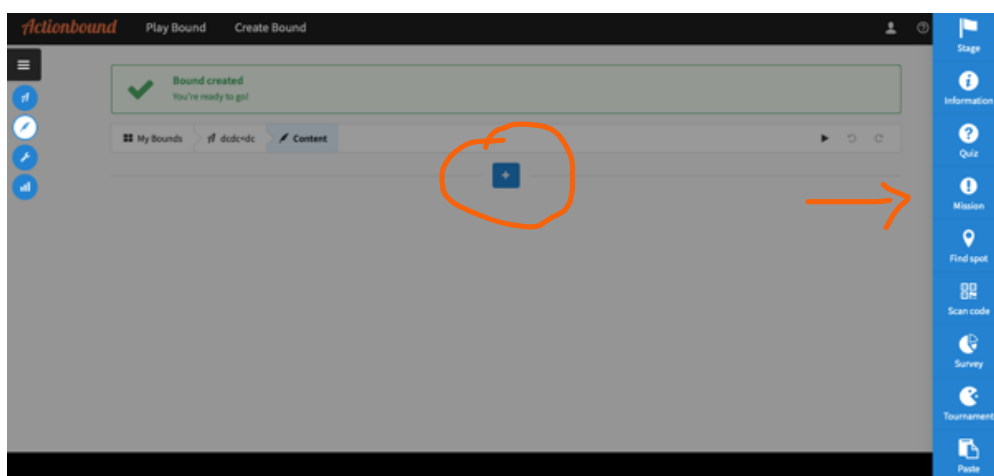 Actionbound Play Bound Create Bound
Bound created
You're ready to go!
My Bounds dcdc<dc Content
Stage
Information
Quiz
Mission
Find spot
Scan code
Survey
Tournament
Paste